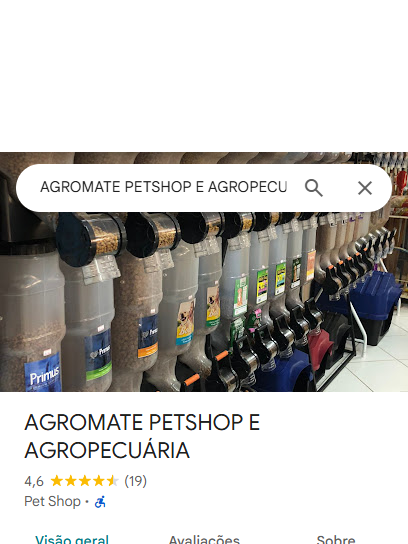 AGROMATE PETSHOP E AGROPECU
Primus
AGROMATE PETSHOP E
AGROPECUÁRIA
4,6 (19)
Pet Shop ·
Visão geral Avaliações Sobre